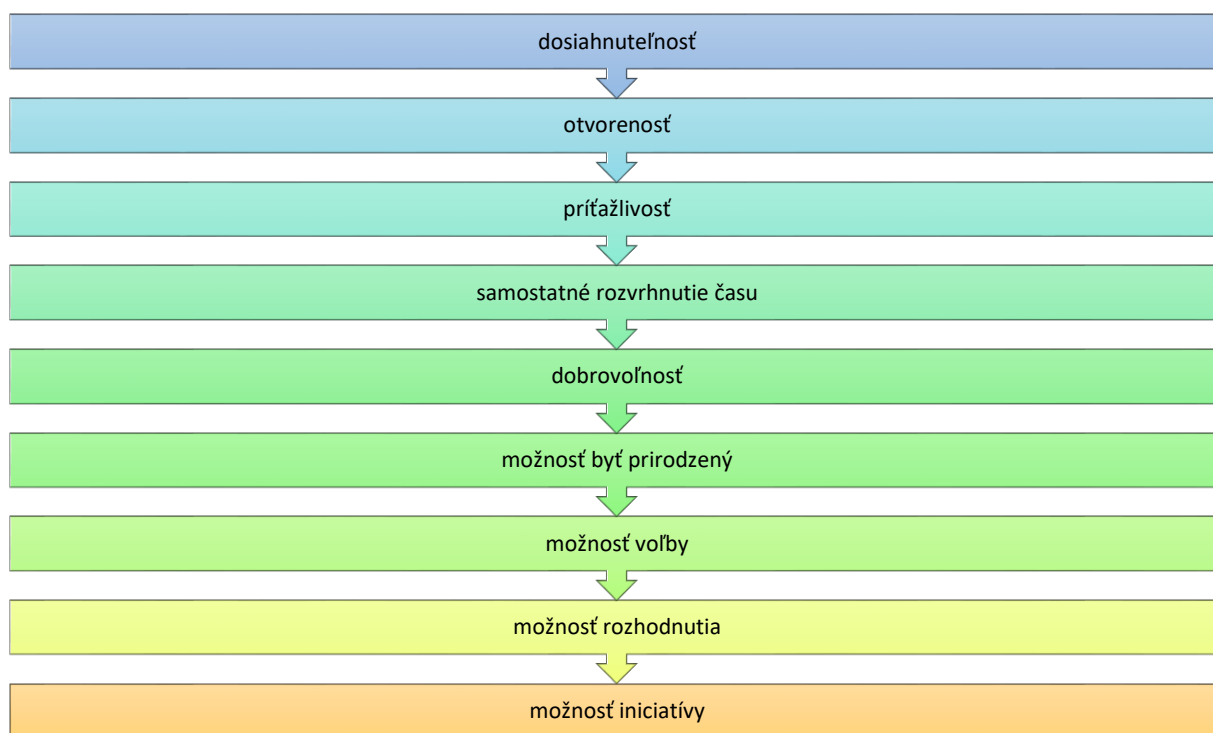 dosiahnuteľnosť
otvorenosť
príťažlivosť
samostatné rozvrhnutie času
dobrovoľnosť
možnosť byť prirodzený
možnosť voľby
možnosť rozhodnutia
možnosť iniciatívy